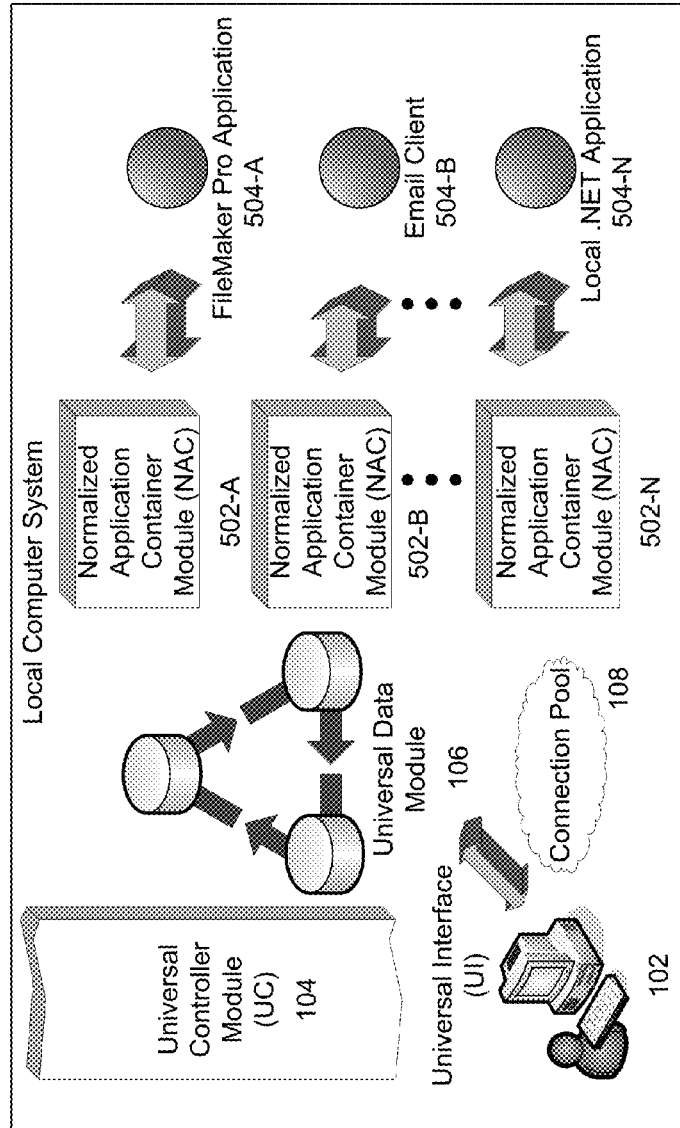 Local Computer System
Universal
Controller
Module
(UC)
104
Universal Data
Module
106
Universal Interface
(UI)
102
Connection Pool
108
Normalized
Application
Container
Module (NAC)
502-A
Normalized
Application
Container
Module (NAC)
502-B
Normalized
Application
Container
Module (NAC)
502-N
FileMaker Pro Application
504-A
Email Client
504-B
Local .NET Application
504-N